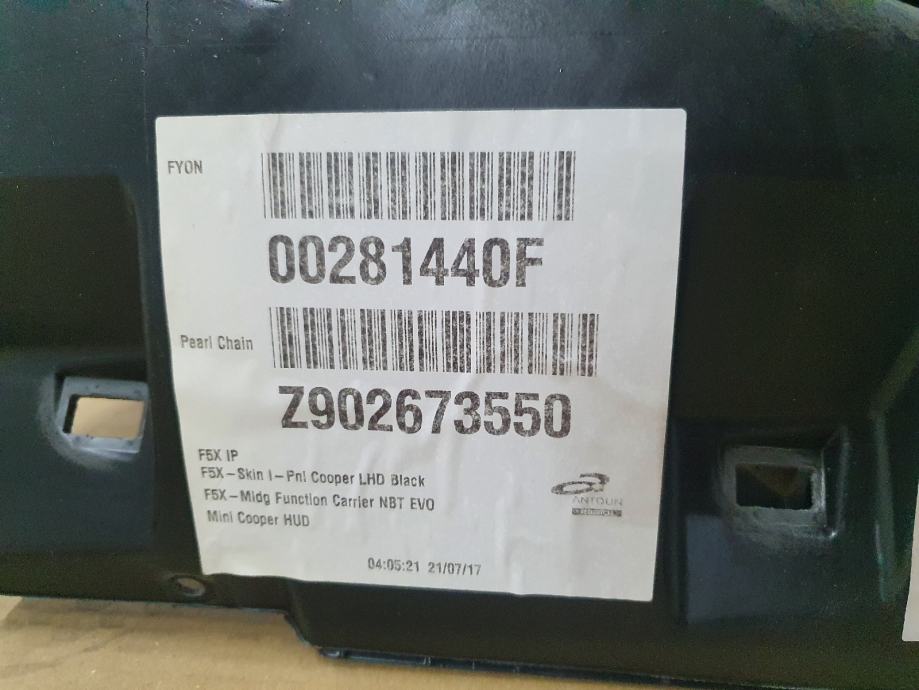 FYON
00281440F
Pearl Chain
Z902673550
F5X IP
F5X-Skin I-Pnl Cooper LHD Black
F5X-Midg Function Carrier NBT EVO
Mini Cooper HUD
ANTOLIN
04:05:21 21/07/17